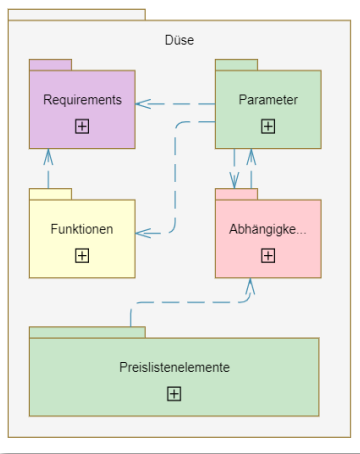 Düse
Requirements
Parameter
Funktionen
Abhängigke...
Preislistenelemente